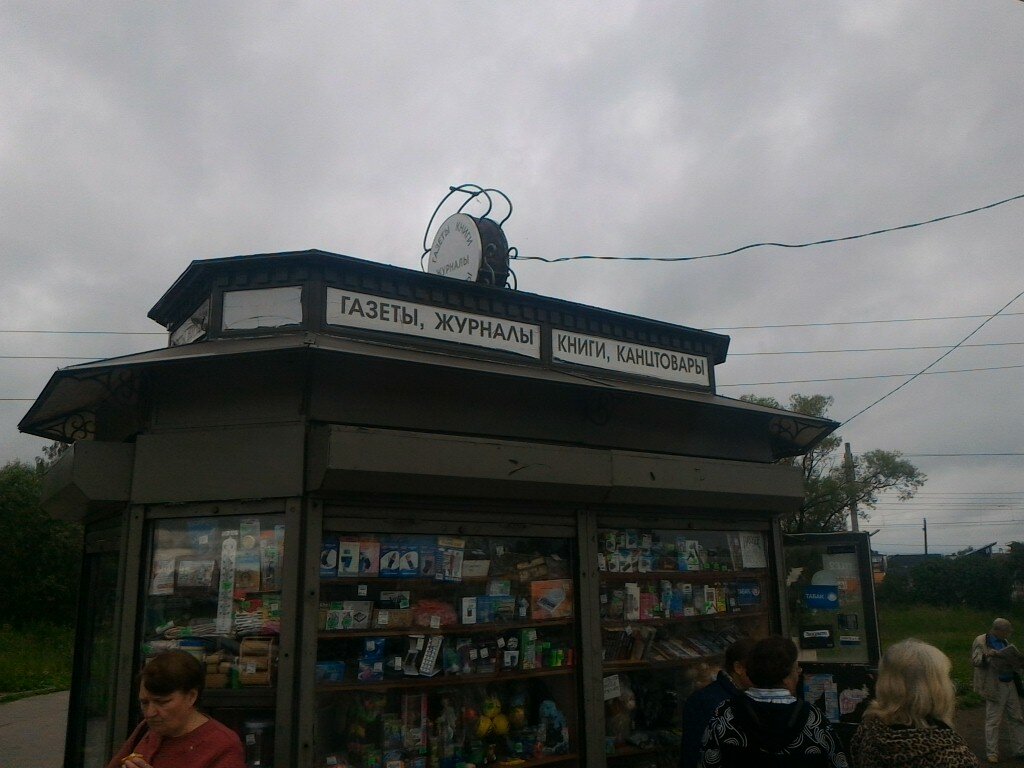 ГАЗЕТЫ КНИГИ
ЖУРНАЛЫ
ГАЗЕТЫ, ЖУРНАЛЫ
КНИГИ, КАНЦТОВАРЫ
ТАБАК